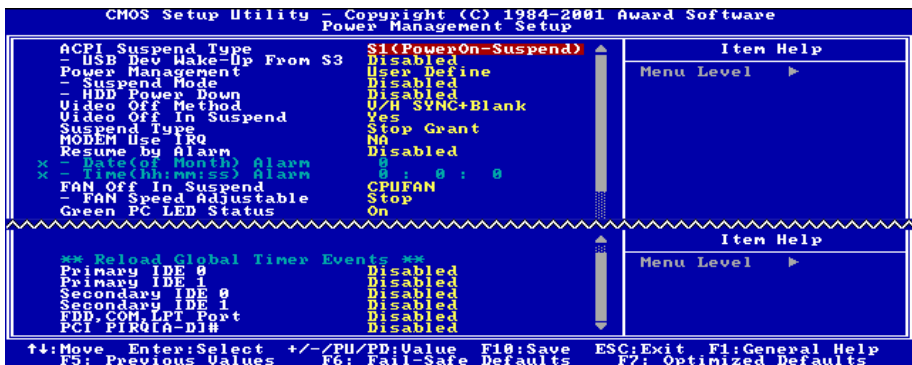 CMOS Setup Utility – Copyright (C) 1984-2001 Award Software
Power Management Setup
ACPI Suspend Type S1(PowerOn-Suspend) Item Help
- USB Dev Wake-Up From S3 Disabled
Power Management User Define Menu Level ▶
- Suspend Mode Disabled
- HDD Power Down Disabled
Video Off Method V/H SYNC+Blank
Video Off In Suspend Yes
Suspend Type Stop Grant
MODEM Use IRQ NA
Resume by Alarm Disabled
x - Date(of Month) Alarm 0
x - Time(hh:mm:ss) Alarm 0 : 0 : 0
FAN Off In Suspend CPUFAN
- FAN Speed Adjustable Stop
Green PC LED Status On
Item Help
** Reload Global Timer Events ** Menu Level ▶
Primary IDE 0 Disabled
Primary IDE 1 Disabled
Secondary IDE 0 Disabled
Secondary IDE 1 Disabled
FDD,COM,LPT Port Disabled
PCI PIRQ[A-D]# Disabled
↑↓:Move Enter:Select +/-/PU/PD:Value F10:Save ESC:Exit F1:General Help
F5: Previous Values F6: Fail-Safe Defaults F7: Optimized Defaults